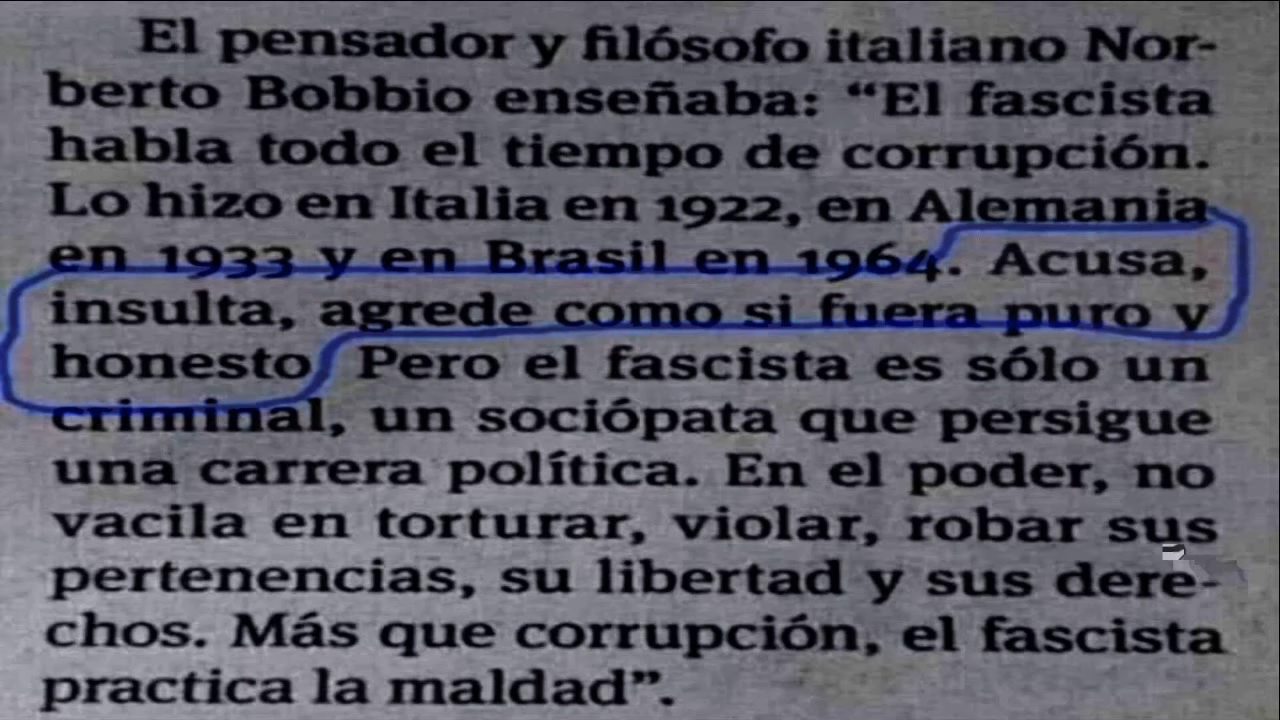 El pensador y filósofo italiano Nor-
berto Bobbio enseñaba: “El fascista
habla todo el tiempo de corrupción.
Lo hizo en Italia en 1922, en Alemania
en 1933 y en Brasil en 1964. Acusa,
insulta, agrede como si fuera puro y
honesto Pero el fascista es sólo un
criminal, un sociópata que persigue
una carrera política. En el poder, no
vacila en torturar, violar, robar sus
pertenencias, su libertad y sus dere-
chos. Más que corrupción, el fascista
practica la maldad”.